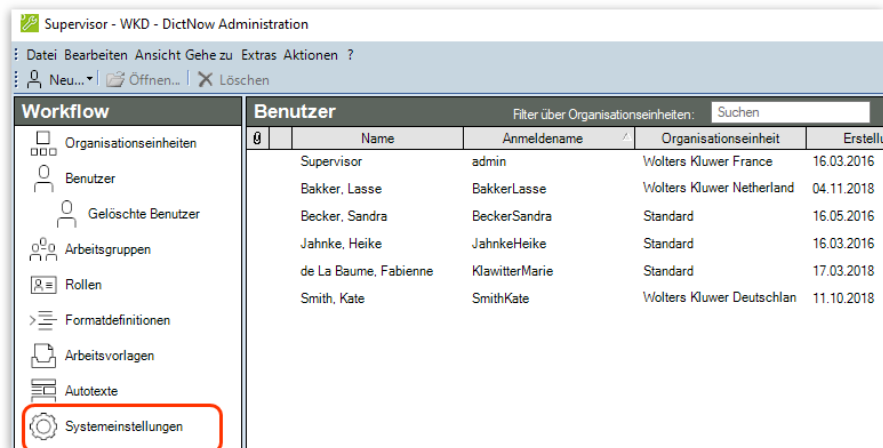 Supervisor - WKD - DictNow Administration
Datei Bearbeiten Ansicht Gehe zu Extras Aktionen ?
Neu... Öffnen... Löschen
Workflow
Organisationseinheiten
Benutzer
Gelöschte Benutzer
Arbeitsgruppen
Rollen
Formatdefinitionen
Arbeitsvorlagen
Autotexte
Systemeinstellungen
Benutzer Filter über Organisationseinheiten: Suchen
Name Anmeldename Organisationseinheit Erstellu
Supervisor admin Wolters Kluwer France 16.03.2016
Bakker, Lasse BakkerLasse Wolters Kluwer Netherland 04.11.2018
Becker, Sandra BeckerSandra Standard 16.05.2016
Jahnke, Heike JahnkeHeike Standard 16.03.2016
de La Baume, Fabienne KlawitterMarie Standard 17.03.2018
Smith, Kate SmithKate Wolters Kluwer Deutschlan 11.10.2018